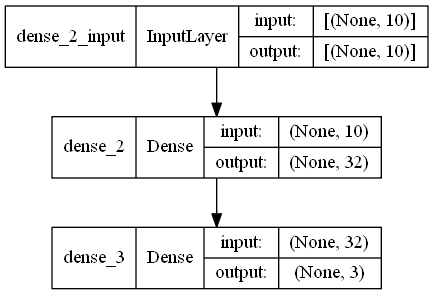 dense_2_input InputLayer input: [(None, 10)]
output: [(None, 10)]
dense_2 Dense input: (None, 10)
output: (None, 32)
dense_3 Dense input: (None, 32)
output: (None, 3)